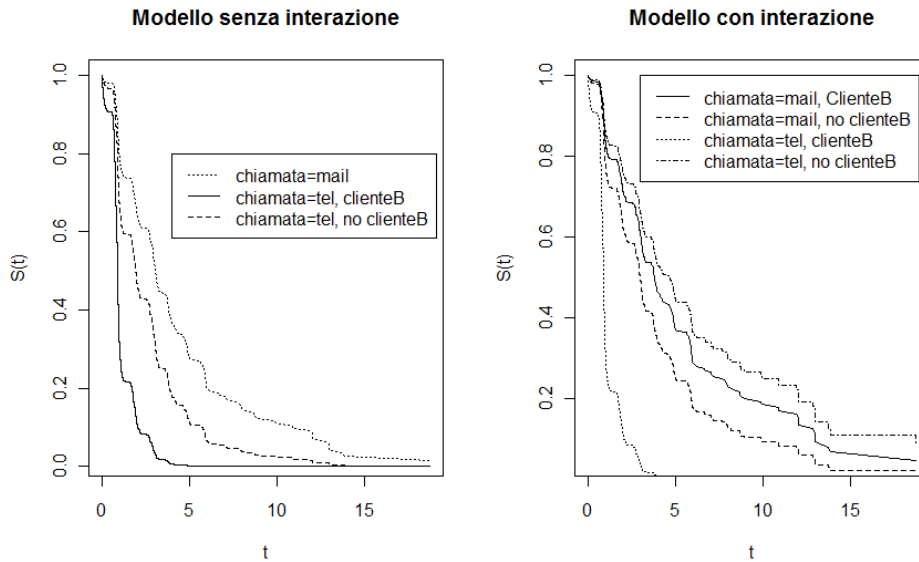 Modello senza interazione
1.0
0.8
0.6
0.4
0.2
0.0
S(t)
chiamata=mail
chiamata=tel, clienteB
chiamata=tel, no clienteB
0 5 10 15
t
Modello con interazione
1.0
0.8
0.6
0.4
0.2
S(t)
chiamata=mail, ClienteB
chiamata=mail, no clienteB
chiamata=tel, clienteB
chiamata=tel, no clienteB
0 5 10 15
t